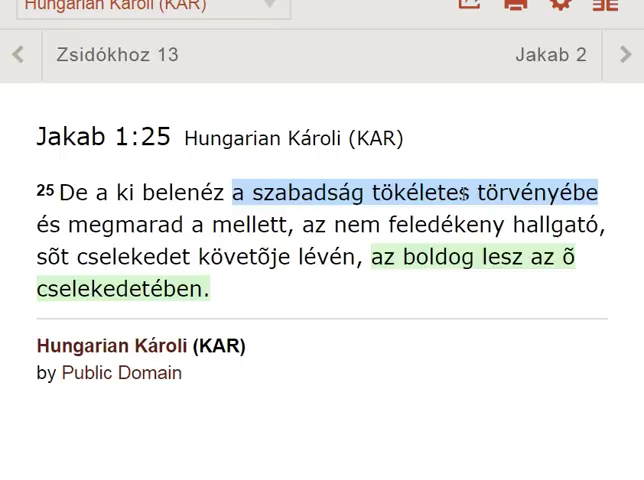 Hungarian Károli (KAR)
Zsidókhoz 13
Jakab 2
Jakab 1:25 Hungarian Károli (KAR)
25 De a ki belenéz a szabadság tökéletes törvényébe
és megmarad a mellett, az nem feledékeny hallgató,
sõt cselekedet követõje lévén, az boldog lesz az õ
cselekedetében.
Hungarian Károli (KAR)
by Public Domain